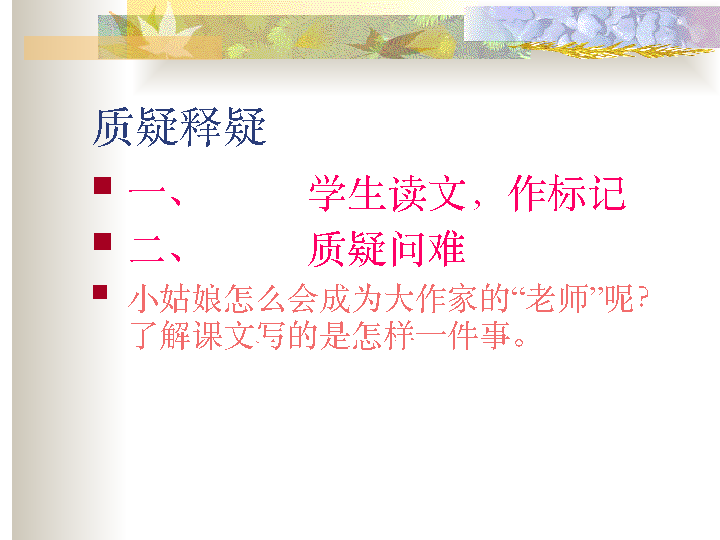 质疑释疑
一、 学生读文，作标记
二、 质疑问难
小姑娘怎么会成为大作家的“老师”呢？
了解课文写的是怎样一件事。